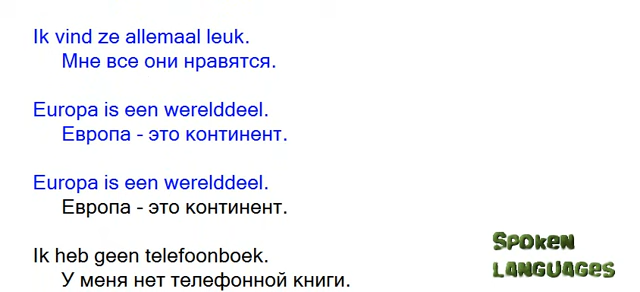 Ik vind ze allemaal leuk.
Мне все они нравятся.
Europa is een werelddeel.
Европа - это континент.
Europa is een werelddeel.
Европа - это континент.
Ik heb geen telefoonboek.
У меня нет телефонной книги.
Spoken
Languages